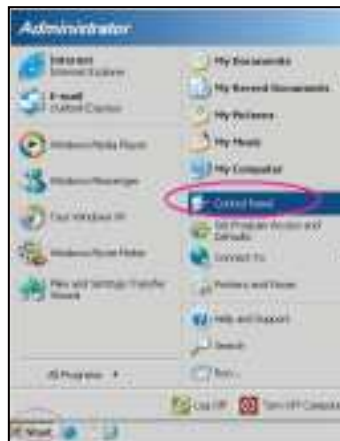 Administrator
Internet
Internet Explorer
E-mail
Outlook Express
Windows Media Player
Windows Messenger
Tour Windows XP
Windows Movie Maker
Files and Settings Transfer
Wizard
All Programs
My Documents
My Recent Documents
My Pictures
My Music
My Computer
Control Panel
Set Program Access and
Defaults
Connect To
Printers and Faxes
Help and Support
Search
Run...
Log Off
Turn Off Computer
start